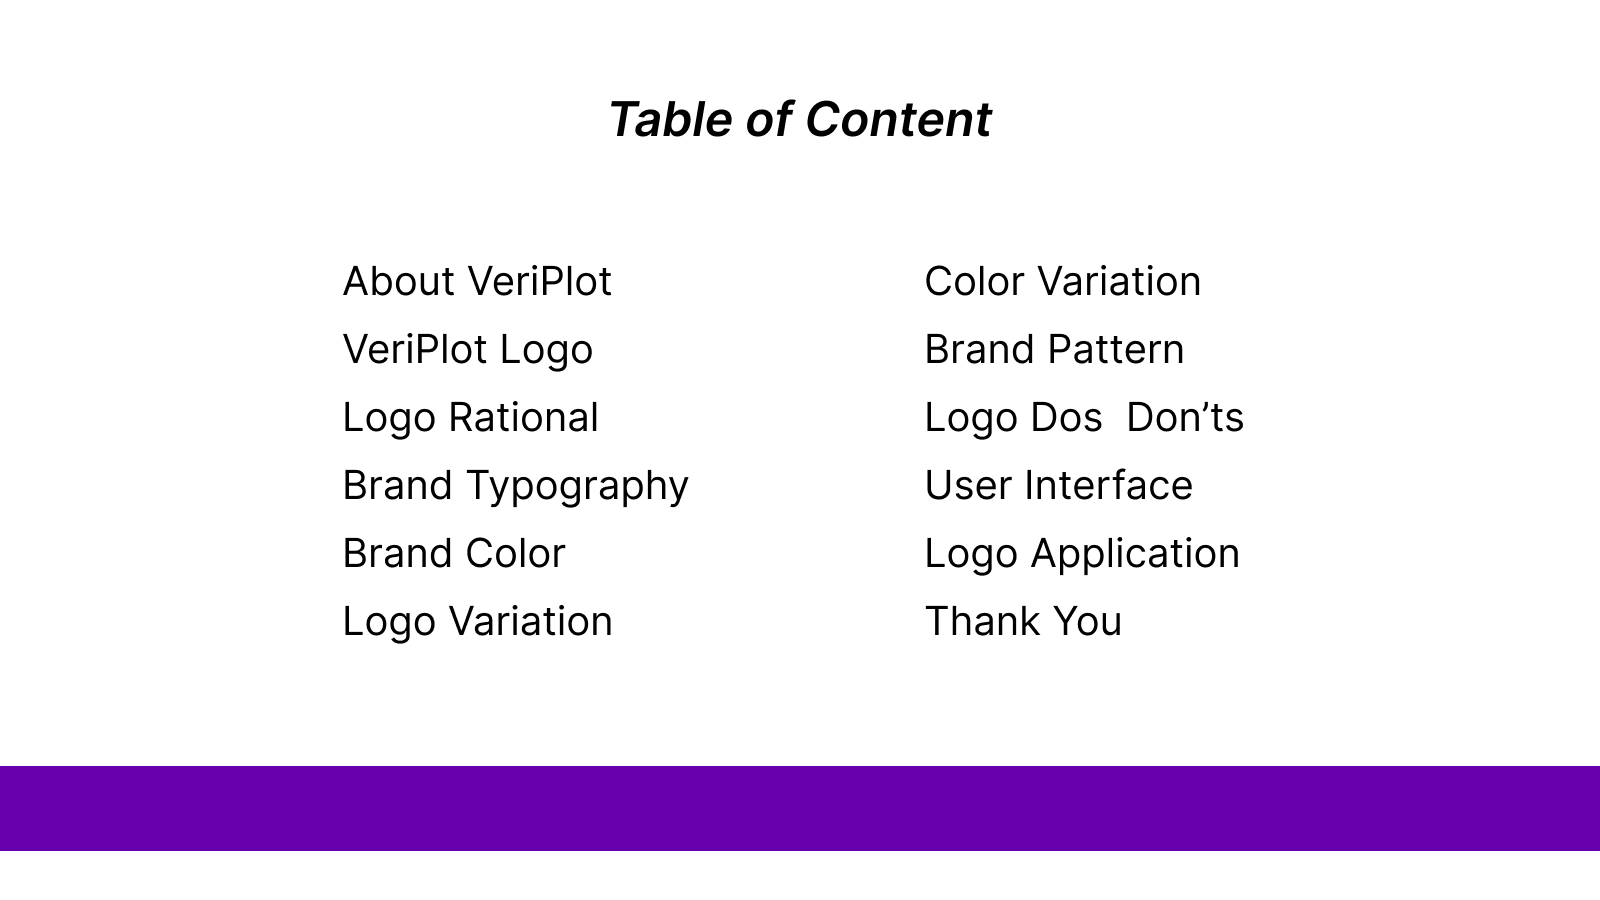 Table of Content
About VeriPlot
VeriPlot Logo
Logo Rational
Brand Typography
Brand Color
Logo Variation
Color Variation
Brand Pattern
Logo Dos  Don’ts
User Interface
Logo Application
Thank You